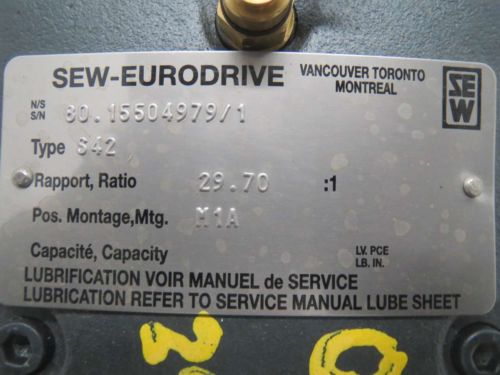 SEW-EURODRIVE VANCOUVER TORONTO MONTREAL
SEW
N/S
S/N 80.15504979/1
Type S42
Rapport, Ratio 29.70 :1
Pos. Montage,Mtg. M1A
Capacité, Capacity LV. PCE
LB. IN.
LUBRIFICATION VOIR MANUEL de SERVICE
LUBRICATION REFER TO SERVICE MANUAL LUBE SHEET